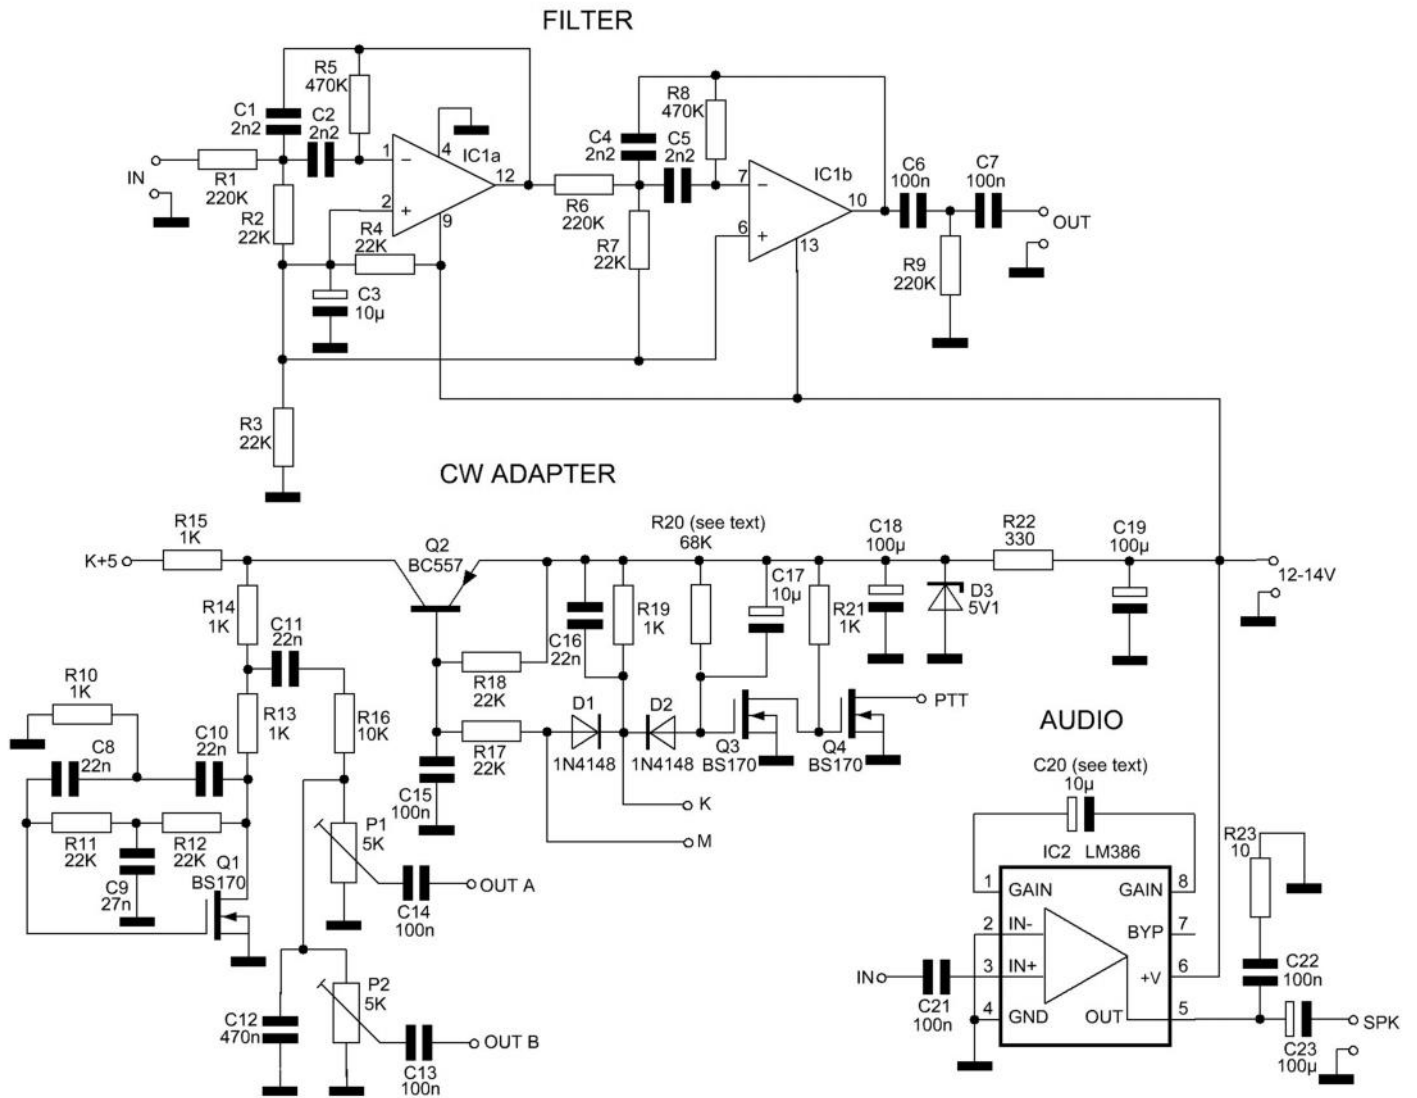 FILTER
R5
470K
C1
2n2
C2
2n2
1
4
IC1a
12
IN
R1
220K
R2
22K
2
R4
22K
9
C3
10µ
R3
22K
−
+
R8
470K
C4
2n2
C5
2n2
7
IC1b
10
R6
220K
R7
22K
6
13
−
+
C6
100n
C7
100n
OUT
R9
220K
CW ADAPTER
R15
1K
K+5
Q2
BC557
R20 (see text)
68K
C18
100µ
R22
330
C19
100µ
12-14V
R14
1K
C11
22n
C16
22n
R19
1K
C17
10µ
R21
1K
D3
5V1
R10
1K
R13
1K
R16
10K
R18
22K
C8
22n
C10
22n
R17
22K
D1
1N4148
D2
1N4148
Q3
BS170
Q4
BS170
PTT
C15
100n
K
M
R11
22K
R12
22K
C9
27n
Q1
BS170
P1
5K
C14
100n
OUT A
C12
470n
P2
5K
C13
100n
OUT B
AUDIO
C20 (see text)
10µ
IC2 LM386
R23
10
1
GAIN
GAIN
8
2
IN-
BYP
7
3
IN+
+V
6
4
GND
OUT
5
IN
C21
100n
C22
100n
C23
100µ
SPK